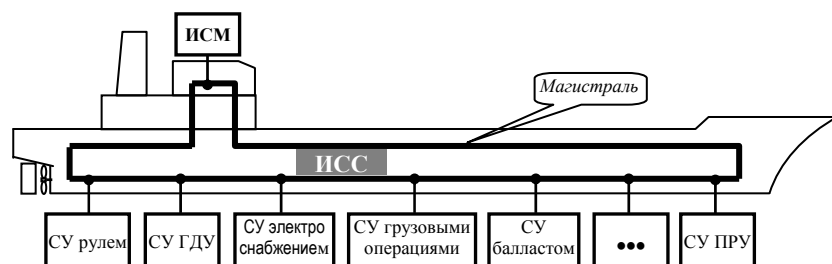 ИСМ
Магистраль
ИСС
СУ рулем
СУ ГДУ
СУ электро
снабжением
СУ грузовыми
операциями
СУ
балластом
•••
СУ ПРУ